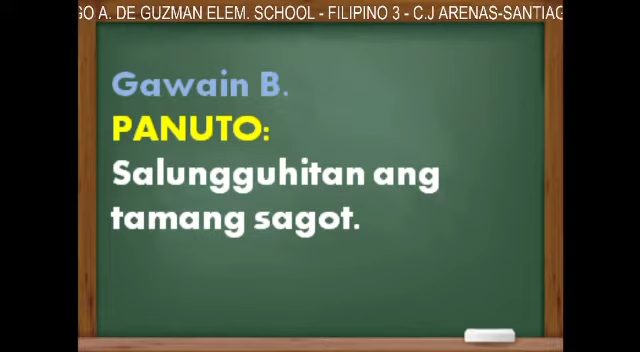 GO A. DE GUZMAN ELEM. SCHOOL - FILIPINO 3 - C.J ARENAS-SANTIAG
Gawain B.
PANUTO:
Salungguhitan ang
tamang sagot.